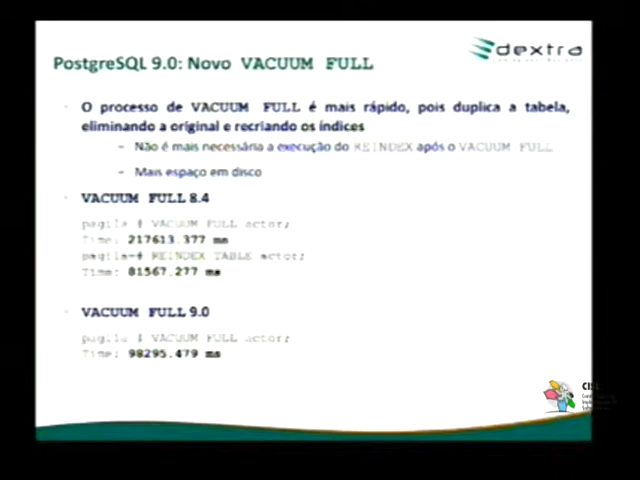 PostgreSQL 9.0: Novo VACUUM FULL
dextra
O processo de VACUUM FULL é mais rápido, pois duplica a tabela,
eliminando a original e recriando os índices
– Não é mais necessária a execução do REINDEX após o VACUUM FULL
– Mais espaço em disco
VACUUM FULL 8.4
pagila=# VACUUM FULL actor;
Time: 217613.377 ms
pagila=# REINDEX TABLE actor;
Time: 81567.277 ms
VACUUM FULL 9.0
pagila=# VACUUM FULL actor;
Time: 98295.479 ms